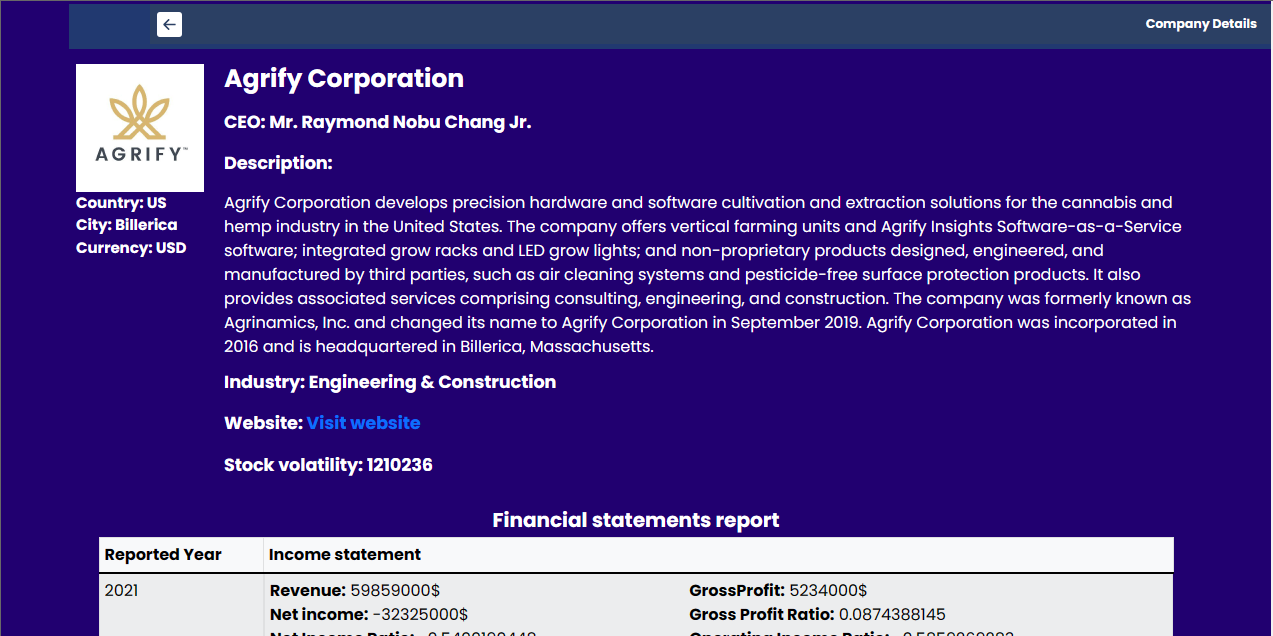 Company Details
AGRIFY™
Country: US
City: Billerica
Currency: USD
Agrify Corporation
CEO: Mr. Raymond Nobu Chang Jr.
Description:
Agrify Corporation develops precision hardware and software cultivation and extraction solutions for the cannabis and
hemp industry in the United States. The company offers vertical farming units and Agrify Insights Software-as-a-Service
software; integrated grow racks and LED grow lights; and non-proprietary products designed, engineered, and
manufactured by third parties, such as air cleaning systems and pesticide-free surface protection products. It also
provides associated services comprising consulting, engineering, and construction. The company was formerly known as
Agrinamics, Inc. and changed its name to Agrify Corporation in September 2019. Agrify Corporation was incorporated in
2016 and is headquartered in Billerica, Massachusetts.
Industry: Engineering & Construction
Website: Visit website
Stock volatility: 1210236
Financial statements report
Reported Year Income statement
2021 Revenue: 59859000$ GrossProfit: 5234000$
Net income: -32325000$ Gross Profit Ratio: 0.0874388145
Net Income Ratio: Operating Income Ratio: